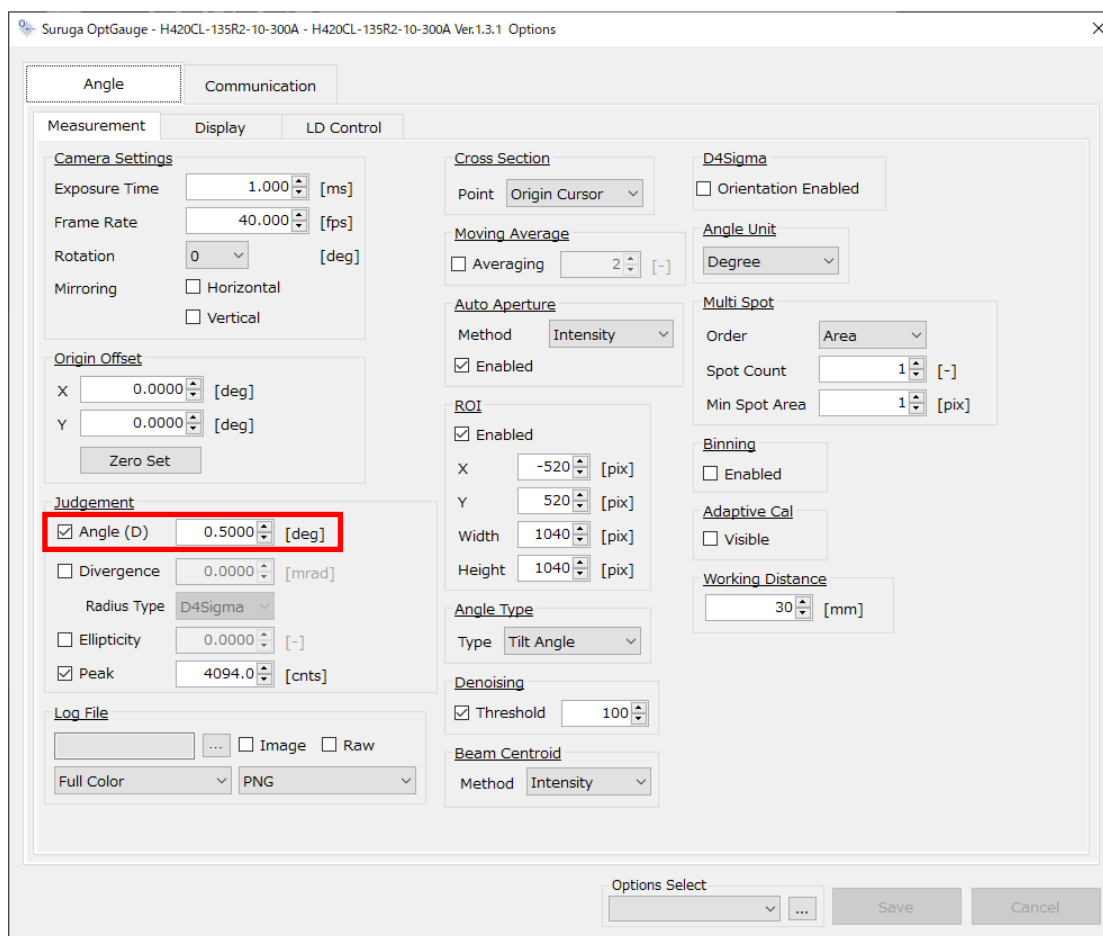 Suruga OptGauge - H420CL-135R2-10-300A - H420CL-135R2-10-300A Ver.1.3.1 Options
Angle
Communication
Measurement
Display
LD Control
Camera Settings
Exposure Time 1.000 [ms]
Frame Rate 40.000 [fps]
Rotation 0 [deg]
Mirroring Horizontal
Vertical
Origin Offset
X 0.0000 [deg]
Y 0.0000 [deg]
Zero Set
Judgement
Angle (D) 0.5000 [deg]
Divergence 0.0000 [mrad]
Radius Type D4Sigma
Ellipticity 0.0000 [-]
Peak 4094.0 [cnts]
Log File
... Image Raw
Full Color PNG
Cross Section
Point Origin Cursor
Moving Average
Averaging 2 [-]
Auto Aperture
Method Intensity
Enabled
ROI
Enabled
X -520 [pix]
Y 520 [pix]
Width 1040 [pix]
Height 1040 [pix]
Angle Type
Type Tilt Angle
Denoising
Threshold 100
Beam Centroid
Method Intensity
D4Sigma
Orientation Enabled
Angle Unit
Degree
Multi Spot
Order Area
Spot Count 1 [-]
Min Spot Area 1 [pix]
Binning
Enabled
Adaptive Cal
Visible
Working Distance
30 [mm]
Options Select
...
Save
Cancel